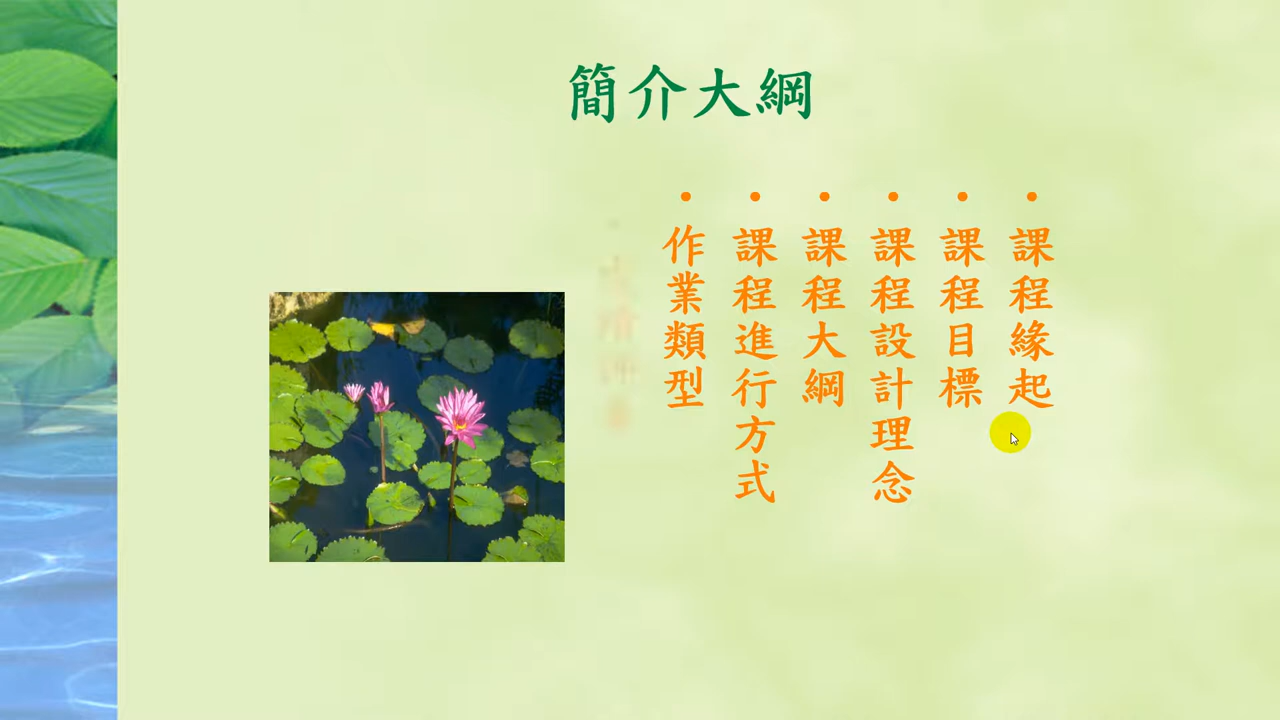 簡介大綱
• 課程緣起
• 課程目標
• 課程設計理念
• 課程大綱
• 課程進行方式
• 作業類型